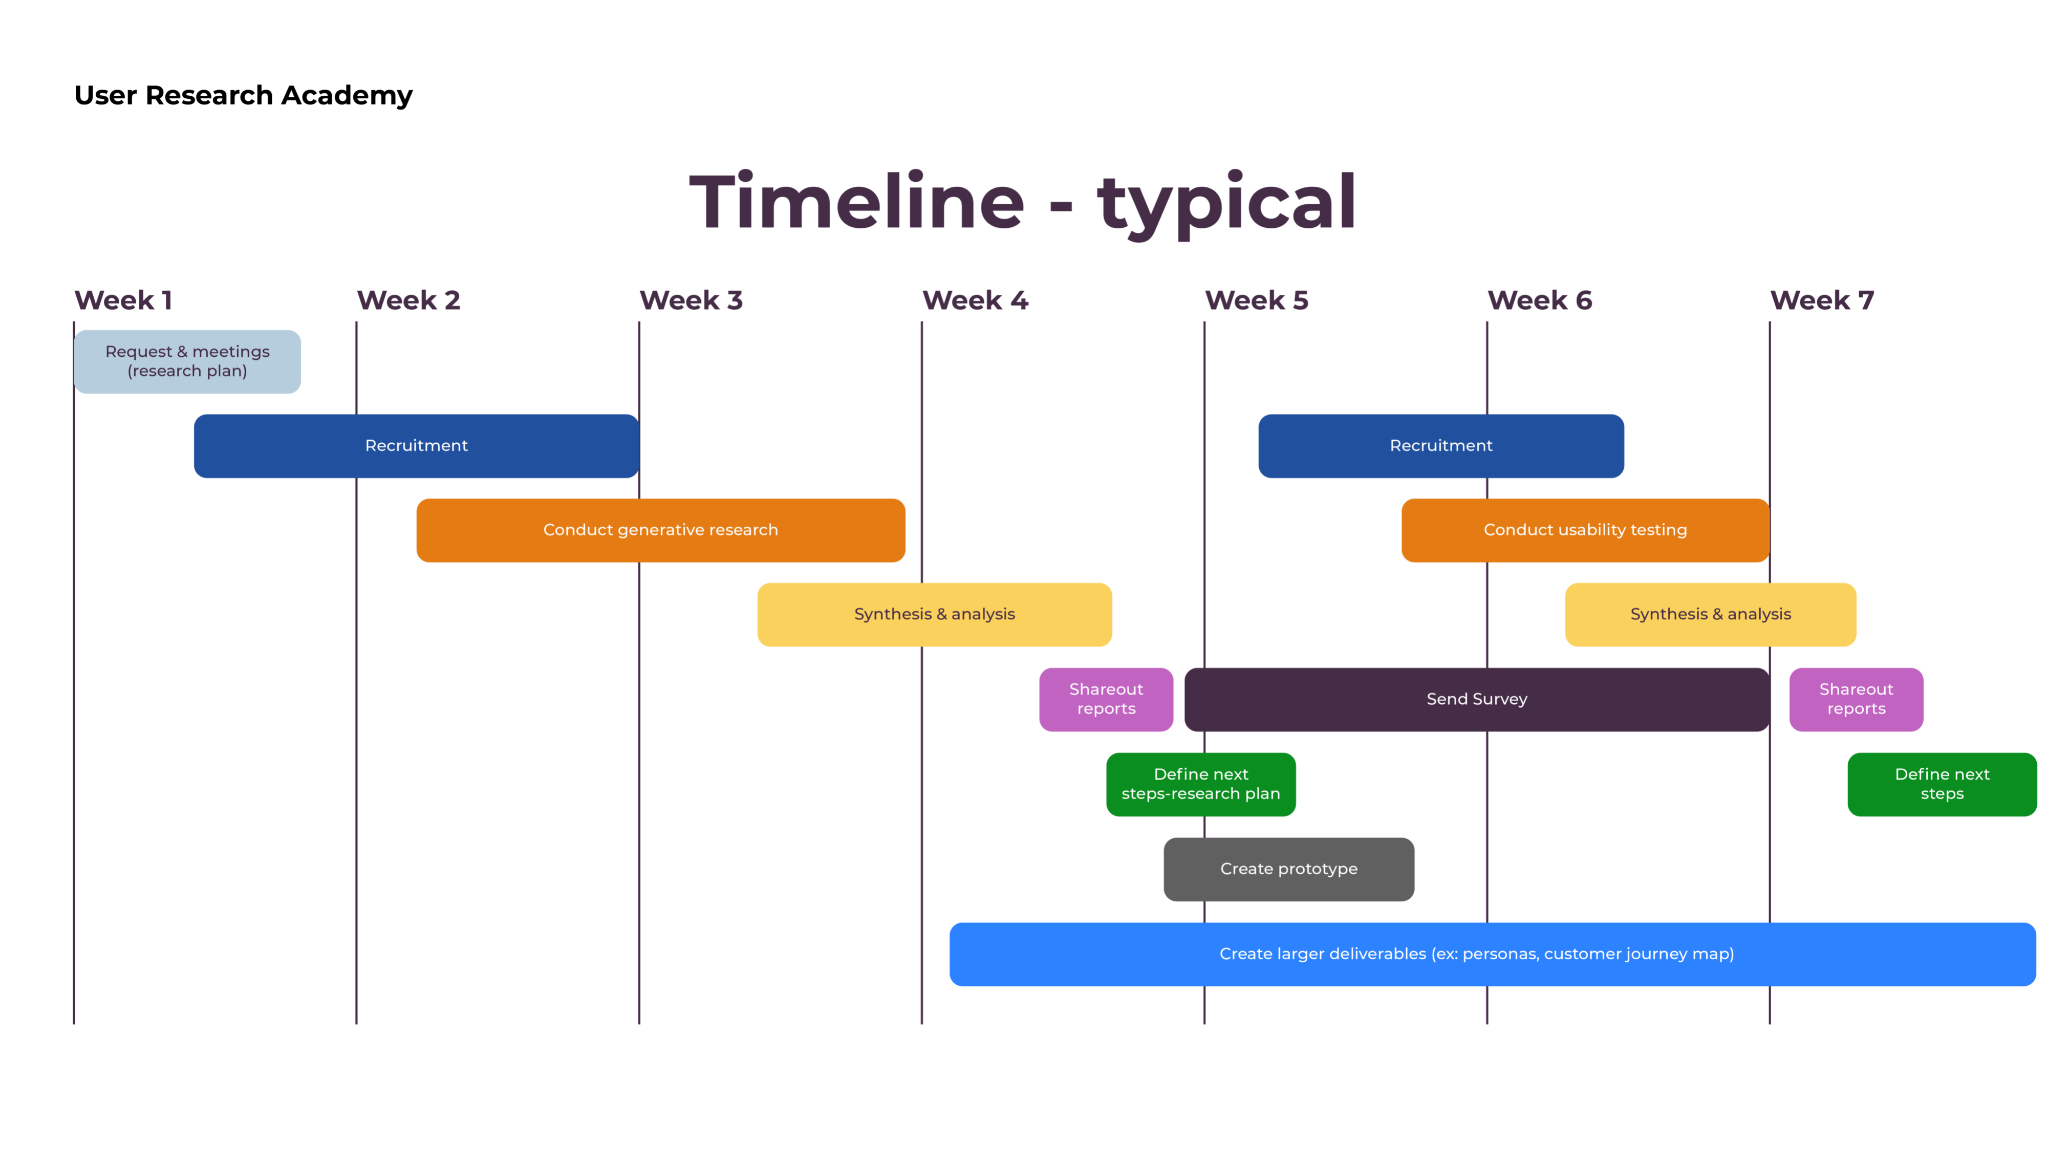 User Research Academy
Timeline - typical
Week 1
Week 2
Week 3
Week 4
Week 5
Week 6
Week 7
Request & meetings
(research plan)
Recruitment
Recruitment
Conduct generative research
Conduct usability testing
Synthesis & analysis
Synthesis & analysis
Shareout
reports
Send Survey
Shareout
reports
Define next
steps-research plan
Define next
steps
Create prototype
Create larger deliverables (ex: personas, customer journey map)